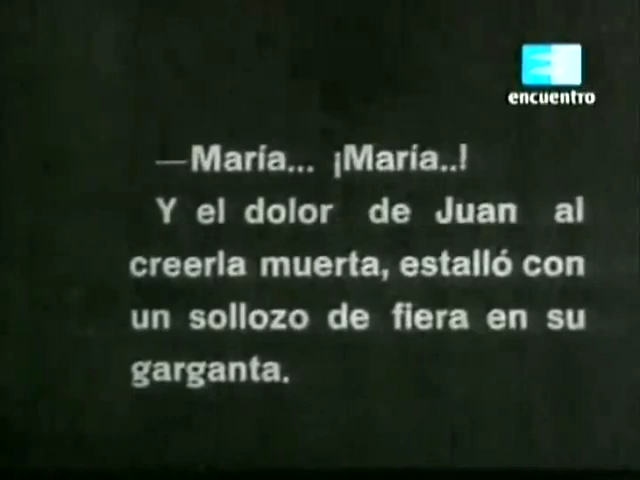 encuentro
—María... ¡María..!
Y el dolor de Juan al
creerla muerta, estalló con
un sollozo de fiera en su
garganta.